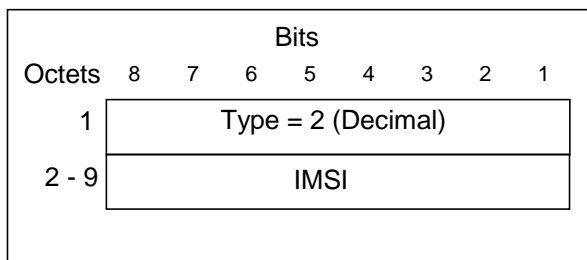 Bits
Octets 8 7 6 5 4 3 2 1
1 Type = 2 (Decimal)
2 - 9 IMSI